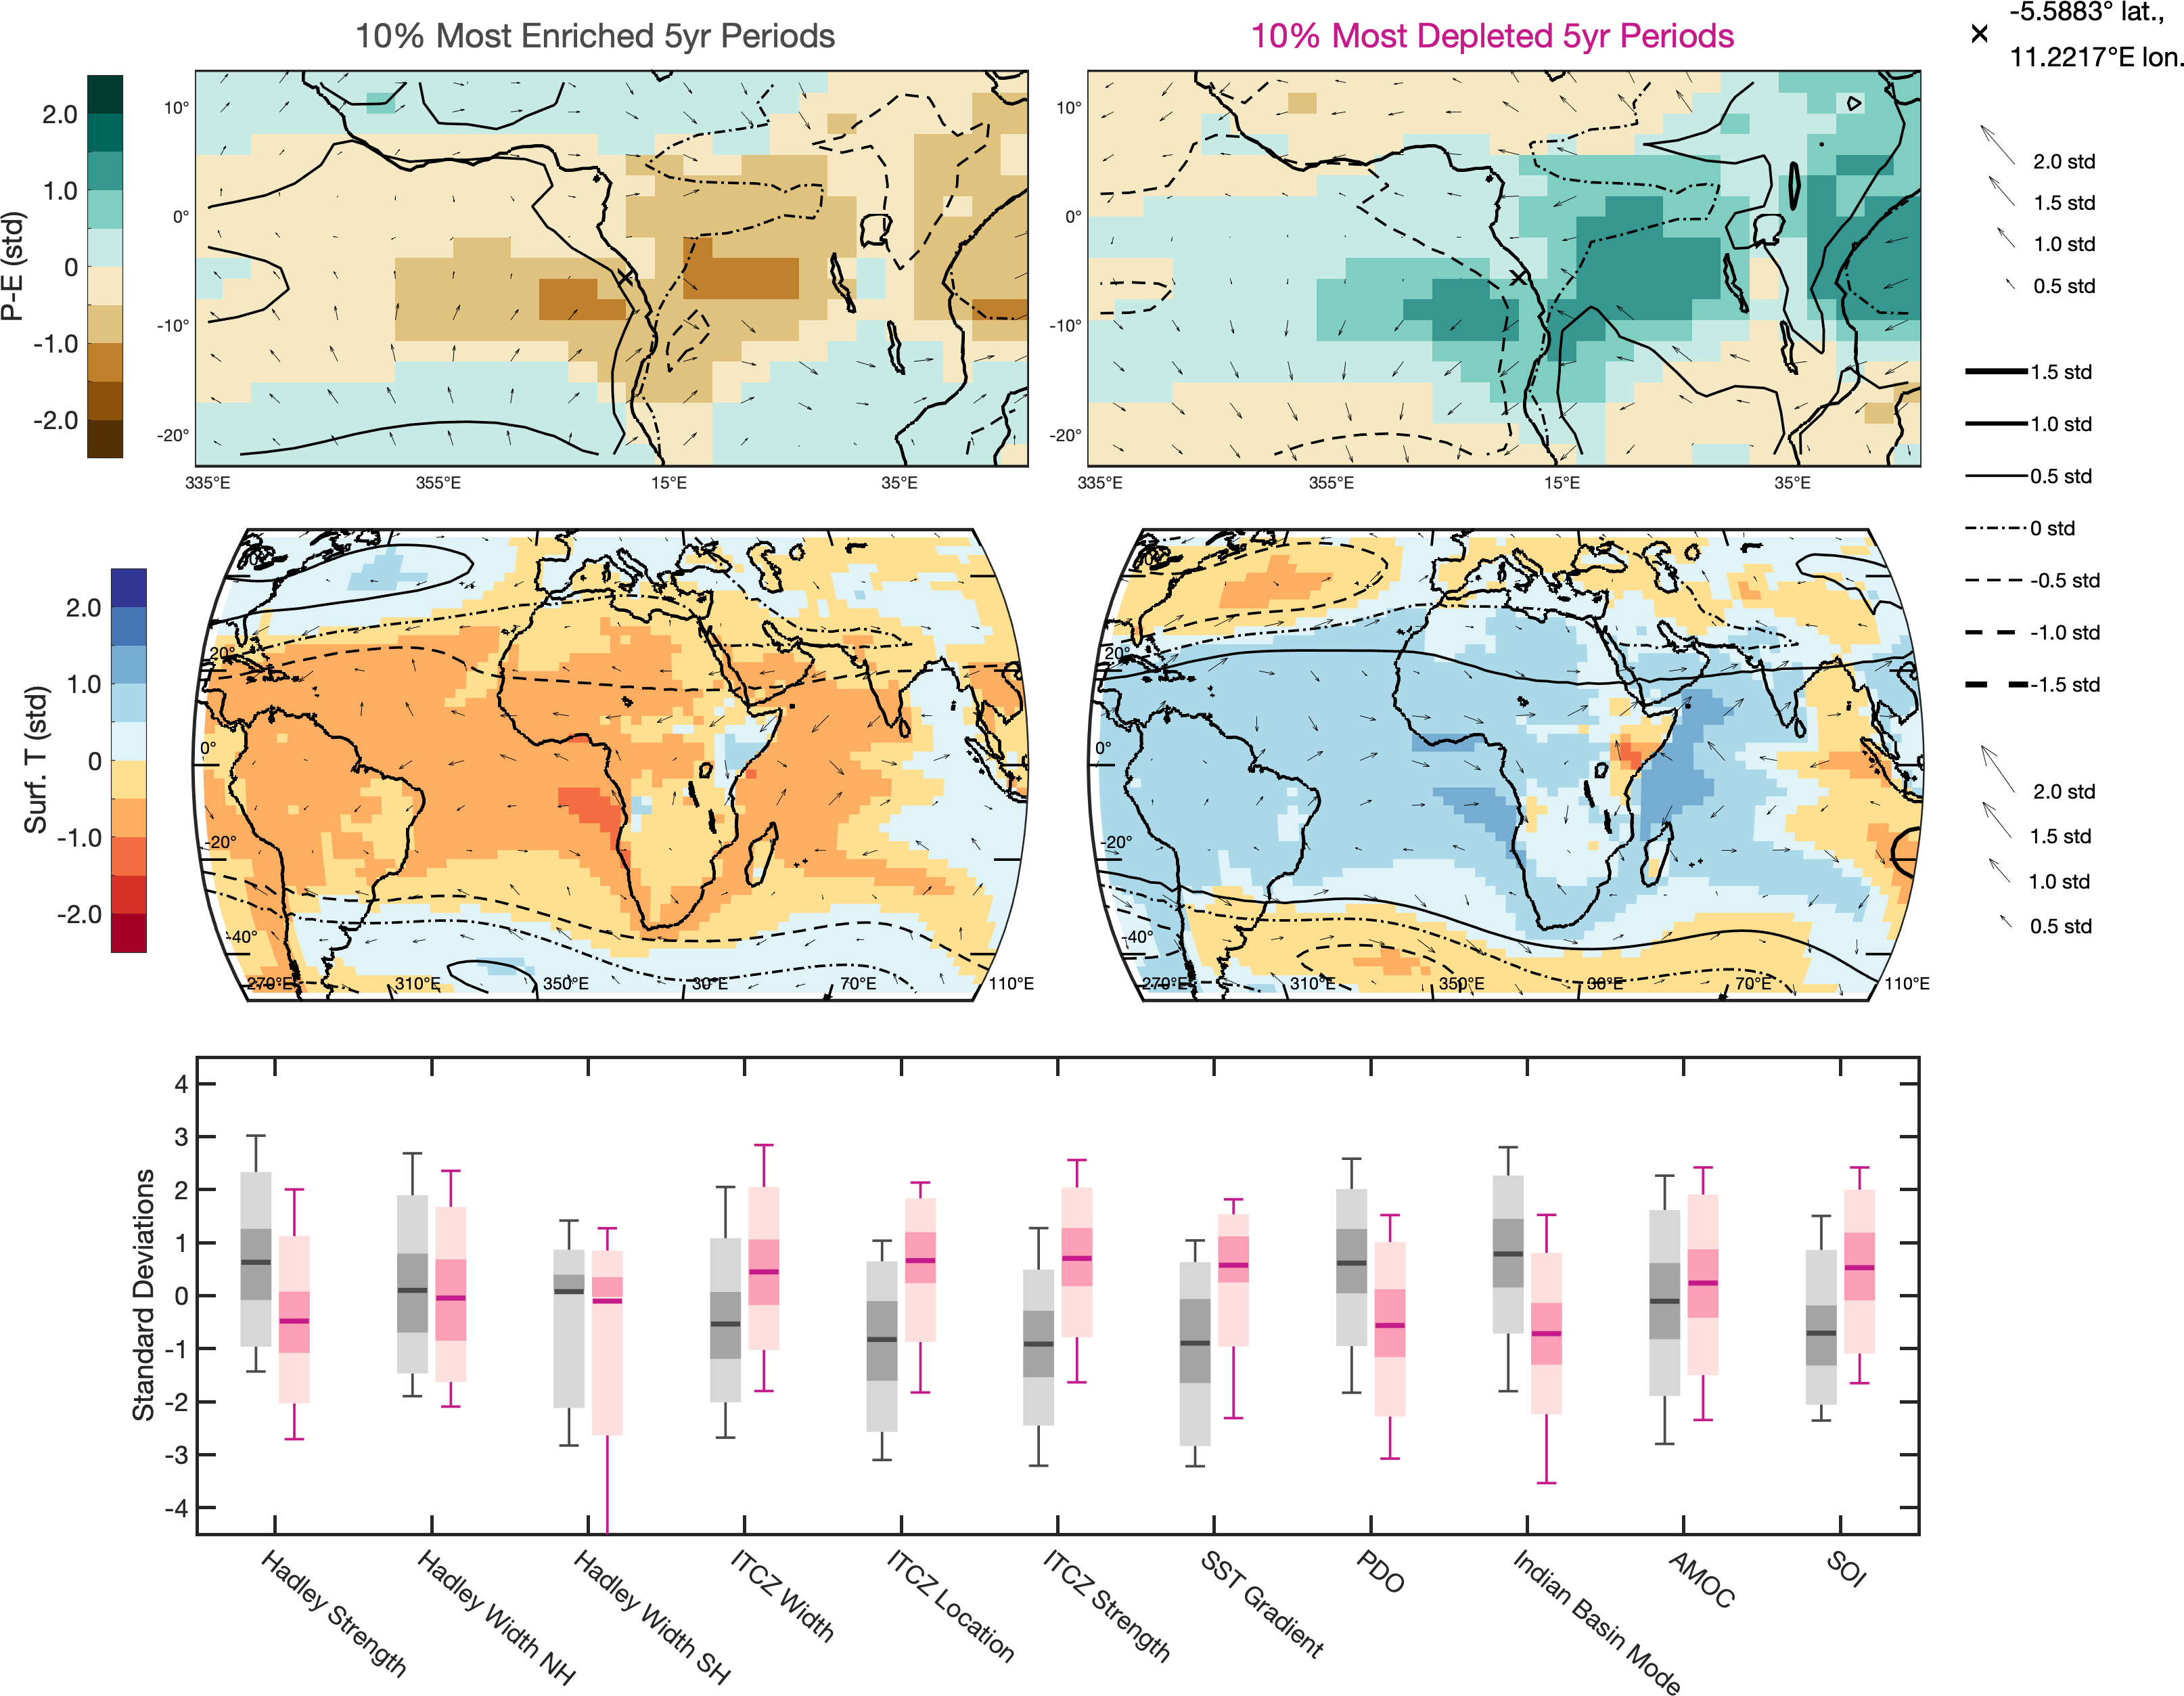 10% Most Enriched 5yr Periods
10% Most Depleted 5yr Periods
-5.5883° lat.,
11.2217°E lon.
P-E (std)
2.0
1.0
0
-1.0
-2.0
10°
0°
-10°
-20°
335°E
355°E
15°E
35°E
10°
0°
-10°
-20°
335°E
355°E
15°E
35°E
2.0 std
1.5 std
1.0 std
0.5 std
1.5 std
1.0 std
0.5 std
0 std
-0.5 std
-1.0 std
-1.5 std
2.0 std
1.5 std
1.0 std
0.5 std
Surf. T (std)
2.0
1.0
0
-1.0
-2.0
20°
0°
-20°
-40°
270°E
310°E
350°E
30°E
70°E
110°E
20°
0°
-20°
-40°
270°E
310°E
350°E
30°E
70°E
110°E
Standard Deviations
4
3
2
1
0
-1
-2
-3
-4
Hadley Strength
Hadley Width NH
Hadley Width SH
ITCZ Width
ITCZ Location
ITCZ Strength
SST Gradient
PDO
Indian Basin Mode
AMOC
SOI